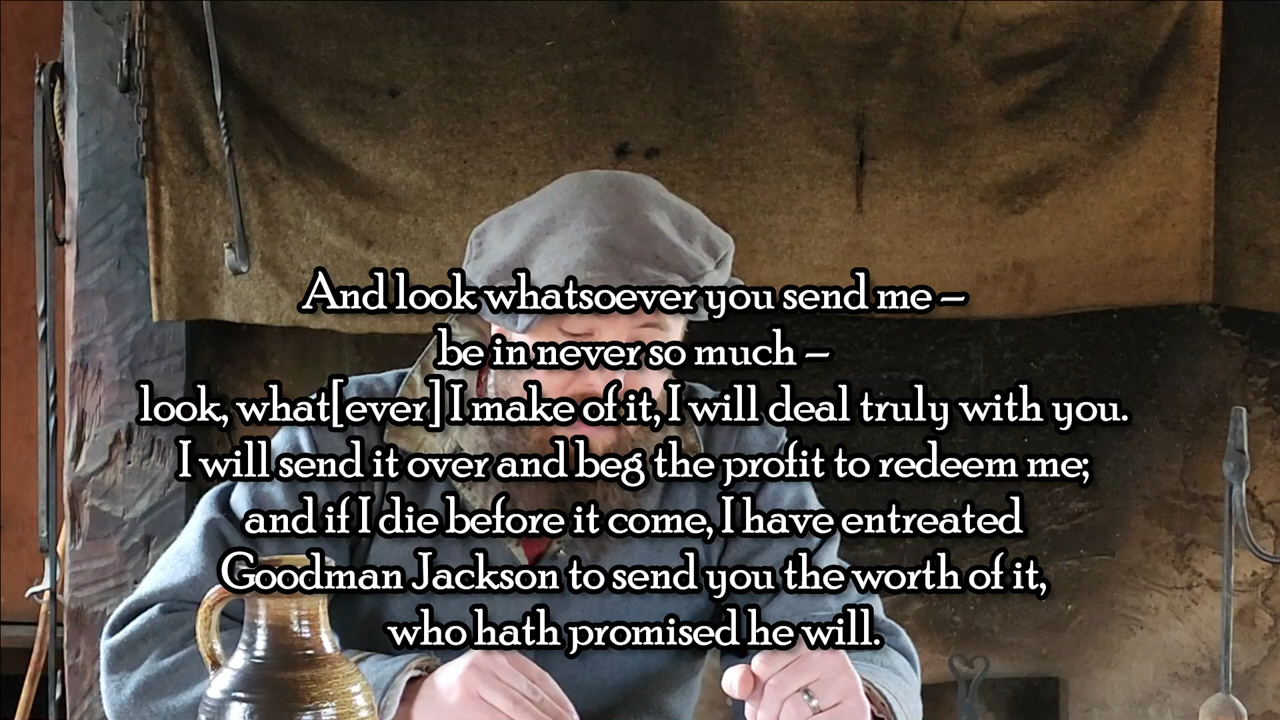 And look whatsoever you send me –
be in never so much –
look, what[ever] I make of it, I will deal truly with you.
I will send it over and beg the profit to redeem me;
and if I die before it come, I have entreated
Goodman Jackson to send you the worth of it,
who hath promised he will.